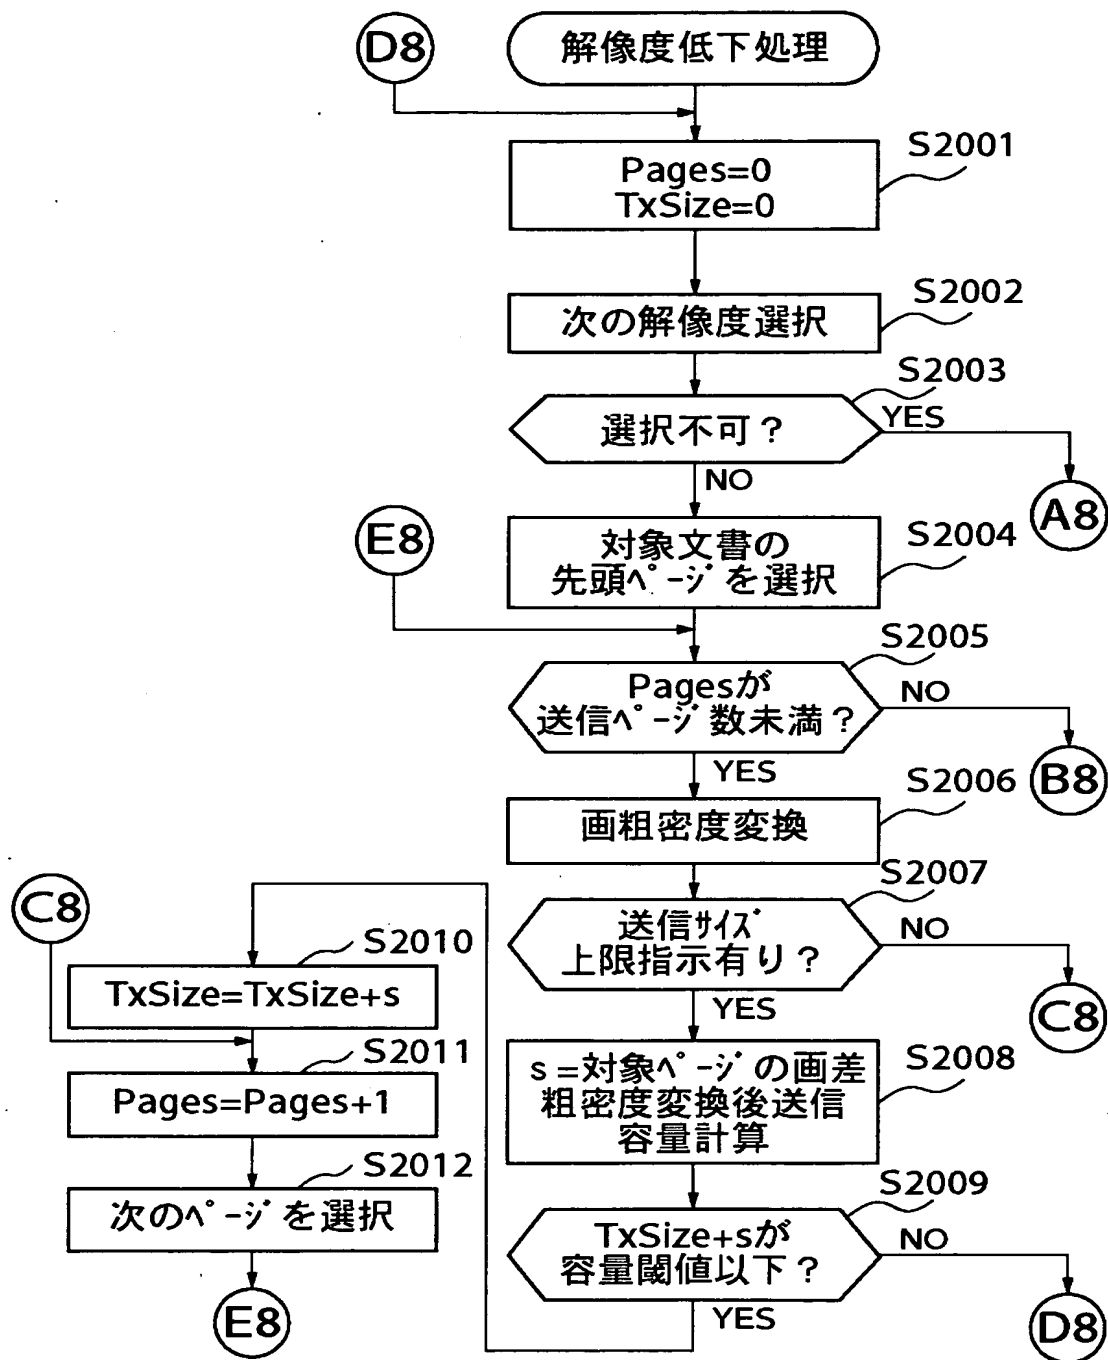 D8
解像度低下処理
S2001
Pages=0
TxSize=0
S2002
次の解像度選択
S2003
選択不可？
YES
NO
A8
E8
S2004
対象文書の
先頭ﾍﾟｰｼﾞを選択
S2005
Pagesが
送信ﾍﾟｰｼﾞ数未満？
NO
YES
B8
S2006
画粗密度変換
S2007
送信ｻｲｽﾞ
上限指示有り？
NO
YES
C8
S2008
s=対象ﾍﾟｰｼﾞの画差
粗密度変換後送信
容量計算
S2009
TxSize+sが
容量閾値以下？
NO
YES
D8
C8
S2010
TxSize=TxSize+s
S2011
Pages=Pages+1
S2012
次のﾍﾟｰｼﾞを選択
E8